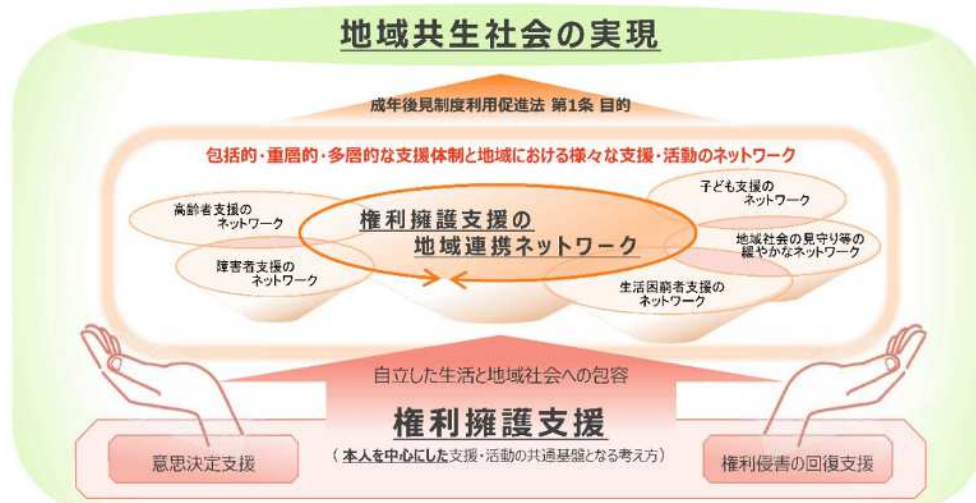 地域共生社会の実現
成年後見制度利用促進法 第1条 目的
包括的・重層的・多層的な支援体制と地域における様々な支援・活動のネットワーク
高齢者支援の
ネットワーク
障害者支援の
ネットワーク
権利擁護支援の
地域連携ネットワーク
子ども支援の
ネットワーク
地域社会の見守り等の
緩やかなネットワーク
生活困窮者支援の
ネットワーク
自立した生活と地域社会への包容
権利擁護支援
（本人を中心にした支援・活動の共通基盤となる考え方）
意思決定支援
権利侵害の回復支援